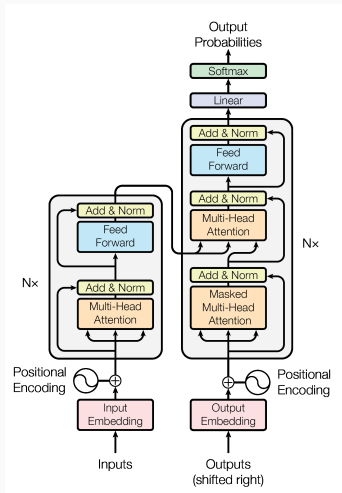 Output
Probabilities
Softmax
Linear
Add & Norm
Feed
Forward
Add & Norm
Multi-Head
Attention
Add & Norm
Masked
Multi-Head
Attention
N×
Add & Norm
Feed
Forward
N×
Add & Norm
Multi-Head
Attention
Positional
Encoding
Positional
Encoding
Input
Embedding
Output
Embedding
Inputs
Outputs
(shifted right)